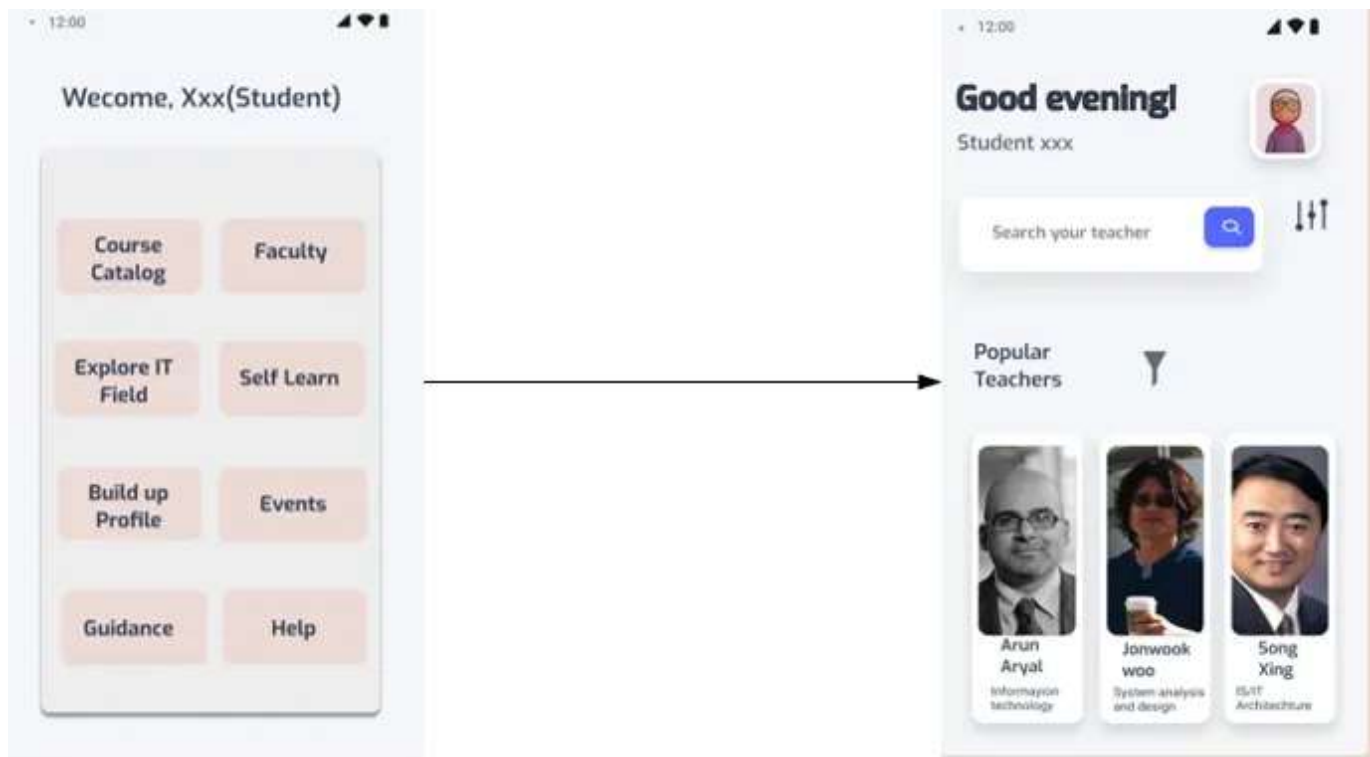 12:00
Wecome, Xxx(Student)
Course
Catalog
Faculty
Explore IT
Field
Self Learn
Build up
Profile
Events
Guidance
Help
12:00
Good evening!
Student xxx
Search your teacher
Popular
Teachers
Arun
Aryal
Informayion
technology
Jonwook
woo
System analysis
and design
Song
Xing
IS/IT
Architechture